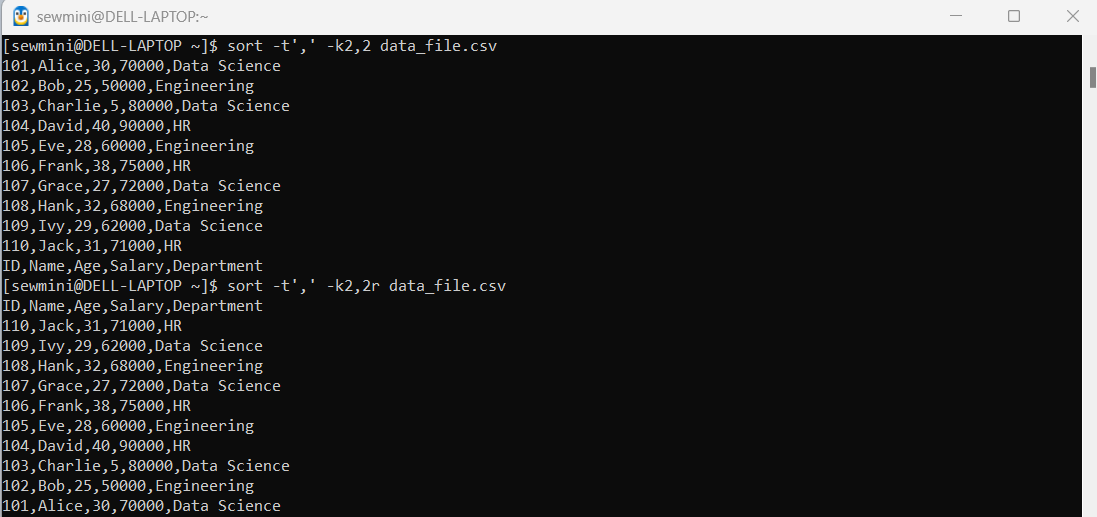 sewmini@DELL-LAPTOP:~
[sewmini@DELL-LAPTOP ~]$ sort -t',' -k2,2 data_file.csv
101,Alice,30,70000,Data Science
102,Bob,25,50000,Engineering
103,Charlie,5,80000,Data Science
104,David,40,90000,HR
105,Eve,28,60000,Engineering
106,Frank,38,75000,HR
107,Grace,27,72000,Data Science
108,Hank,32,68000,Engineering
109,Ivy,29,62000,Data Science
110,Jack,31,71000,HR
ID,Name,Age,Salary,Department
[sewmini@DELL-LAPTOP ~]$ sort -t',' -k2,2r data_file.csv
ID,Name,Age,Salary,Department
110,Jack,31,71000,HR
109,Ivy,29,62000,Data Science
108,Hank,32,68000,Engineering
107,Grace,27,72000,Data Science
106,Frank,38,75000,HR
105,Eve,28,60000,Engineering
104,David,40,90000,HR
103,Charlie,5,80000,Data Science
102,Bob,25,50000,Engineering
101,Alice,30,70000,Data Science